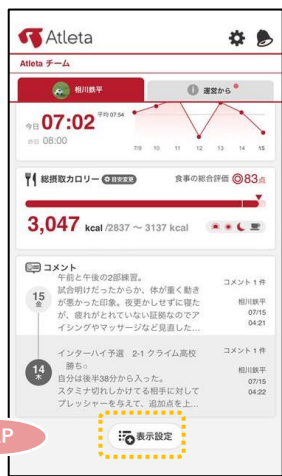 Atleta
Atleta チーム
相川鉄平
運営から
今日 07:02 平均 07:54
昨日 08:00
7/9 10 11 12 13 14 15
総摂取カロリー 目安変更 食事の総合評価 83点
3,047 kcal /2837 ~ 3137 kcal
コメント
15
金
午前と午後の2部練習。
試合明けだったからか、体が重く動き
が悪かった印象。夜更かしせずに寝た
が、疲れがとれていない証拠なのでア
イシングやマッサージなど見直した…
コメント 1 件
相川鉄平
07/15
04:21
14
木
インターハイ予選 2-1 クライム高校
勝ち○
自分は後半38分から入った。
スタミナ切れしかけてる相手に対して
プレッシャーを与えて、追加点を上…
コメント 1 件
相川鉄平
07/15
04:22
P
表示設定